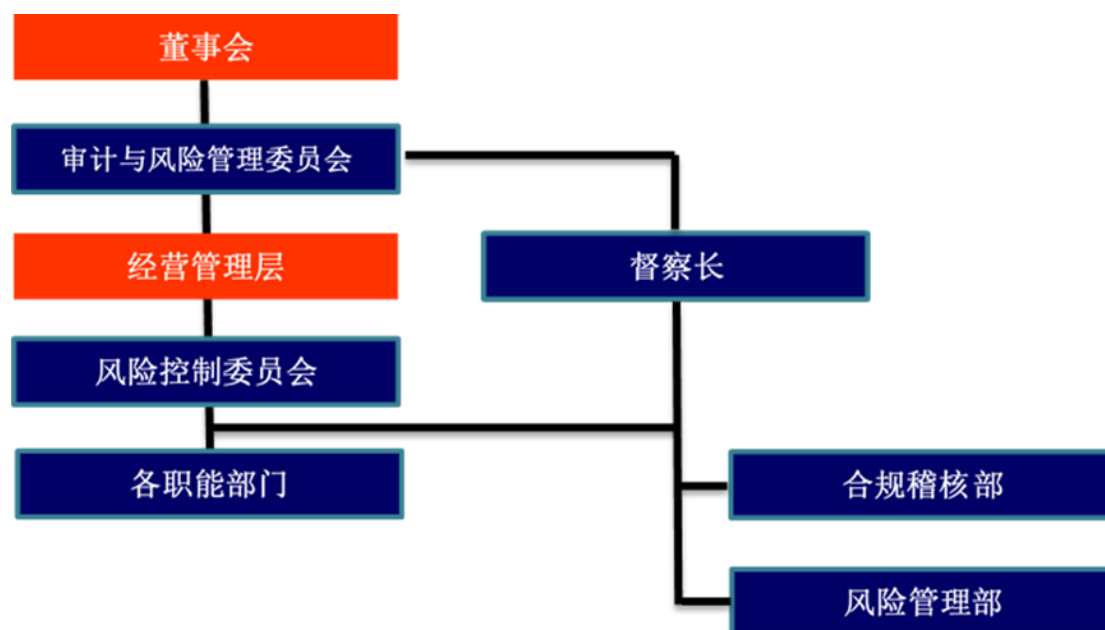 董事会
审计与风险管理委员会
经营管理层
督察长
风险控制委员会
各职能部门
合规稽核部
风险管理部